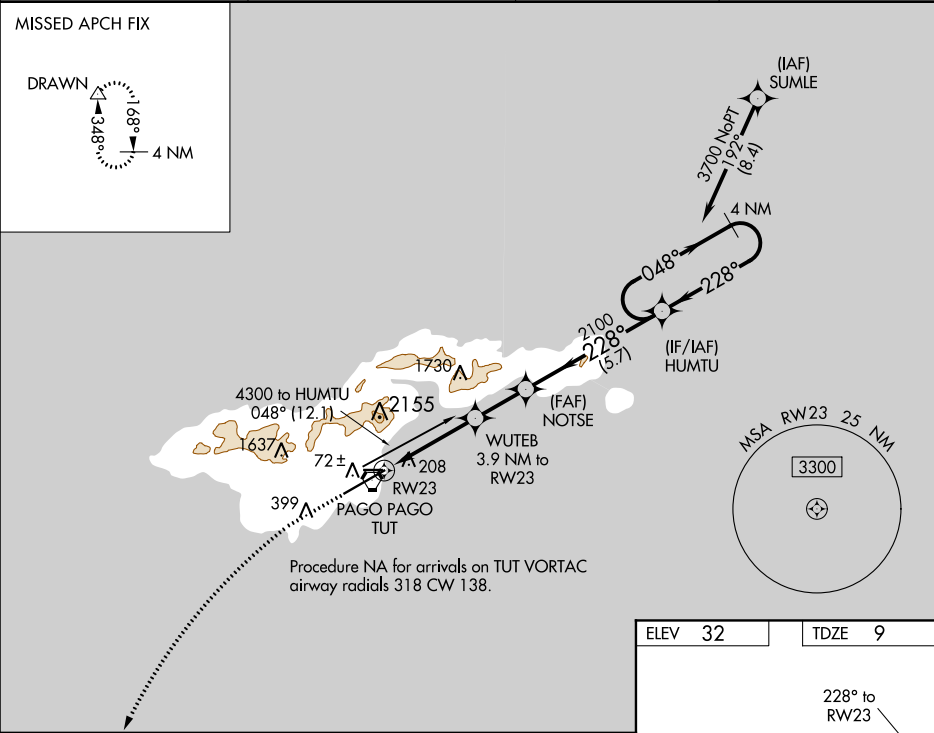 MISSED APCH FIX
DRAWN
348°
168°
4 NM
(IAF)
SUMLE
3700 NoPT
192°
(8.4)
4 NM
048°
228°
2100
228°
(5.7)
(IF/IAF)
HUMTU
1730
4300 to HUMTU
048° (12.1)
2155
(FAF)
NOTSE
WUTEB
3.9 NM to
RW23
1637
72±
208
RW23
399
PAGO PAGO
TUT
MSA RW23 25 NM
3300
Procedure NA for arrivals on TUT VORTAC
airway radials 318 CW 138.
ELEV 32
TDZE 9
228° to
RW23